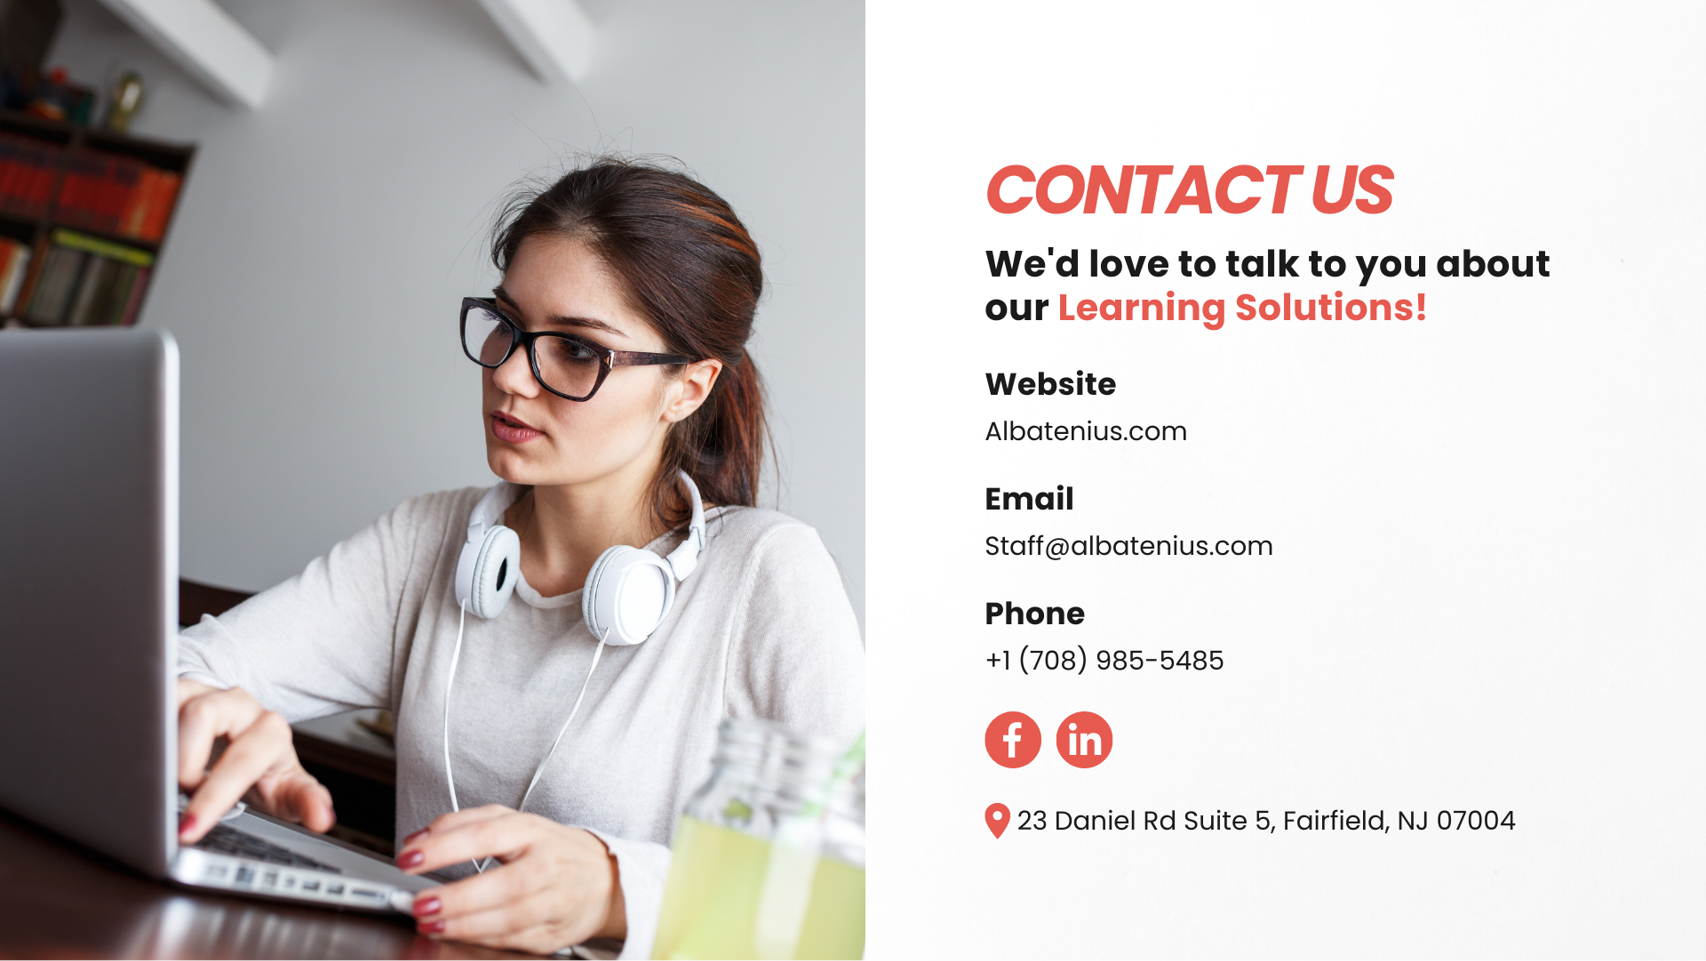 CONTACT US
We'd love to talk to you about
our Learning Solutions!
Website
Albatenius.com
Email
Staff@albatenius.com
Phone
+1 (708) 985-5485
f in
23 Daniel Rd Suite 5, Fairfield, NJ 07004